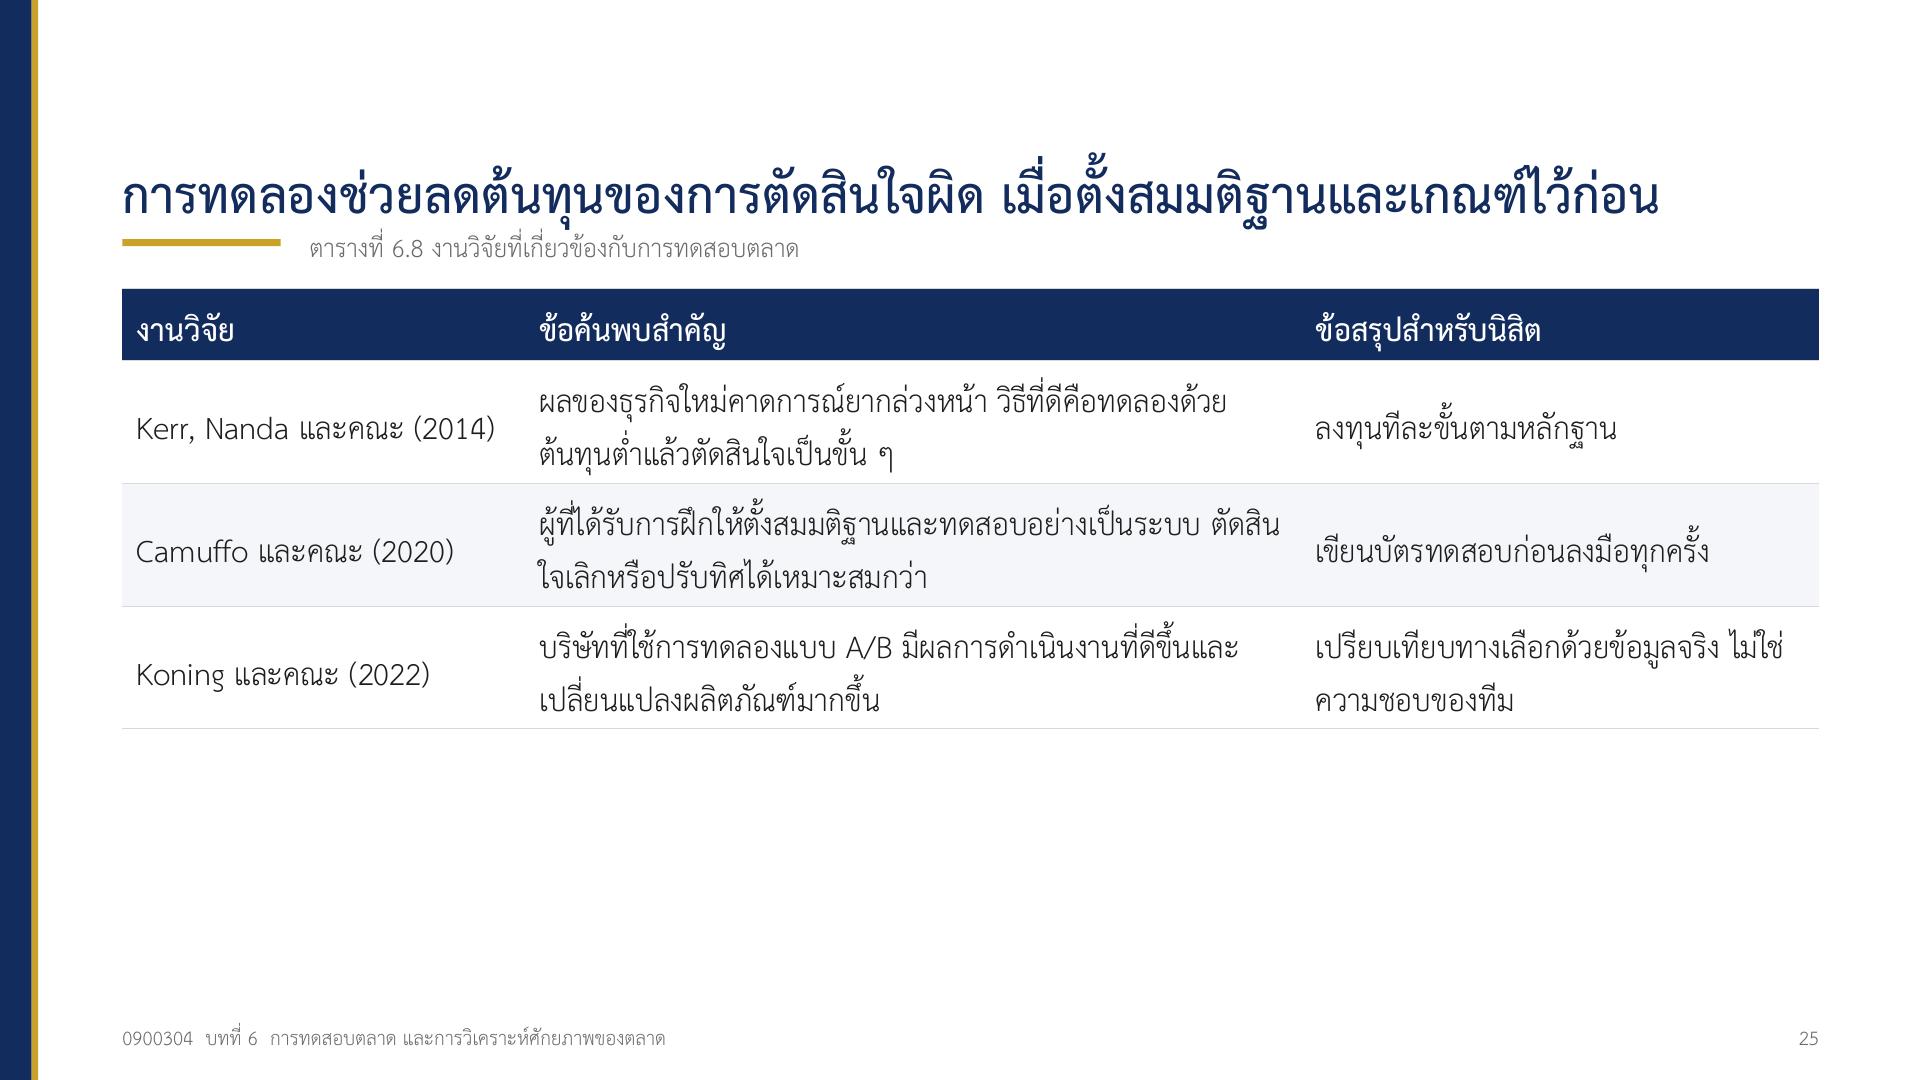 การทดลองช่วยลดต้นทุนของการตัดสินใจผิด เมื่อตั้งสมมติฐานและเกณฑ์ไว้ก่อน
ตารางที่ 6.8 งานวิจัยที่เกี่ยวข้องกับการทดสอบตลาด
งานวิจัย ข้อค้นพบสำคัญ ข้อสรุปสำหรับนิสิต
Kerr, Nanda และคณะ (2014)
ผลของธุรกิจใหม่คาดการณ์ยากล่วงหน้า วิธีที่ดีคือทดลองด้วย
ต้นทุนต่ำแล้วตัดสินใจเป็นขั้น ๆ
ลงทุนทีละขั้นตามหลักฐาน
Camuffo และคณะ (2020)
ผู้ที่ได้รับการฝึกให้ตั้งสมมติฐานและทดสอบอย่างเป็นระบบ ตัดสิน
ใจเลิกหรือปรับทิศได้เหมาะสมกว่า
เขียนบัตรทดสอบก่อนลงมือทุกครั้ง
Koning และคณะ (2022)
บริษัทที่ใช้การทดลองแบบ A/B มีผลการดำเนินงานที่ดีขึ้นและ
เปลี่ยนแปลงผลิตภัณฑ์มากขึ้น
เปรียบเทียบทางเลือกด้วยข้อมูลจริง ไม่ใช่
ความชอบของทีม
0900304 บทที่ 6 การทดสอบตลาด และการวิเคราะห์ศักยภาพของตลาด
25